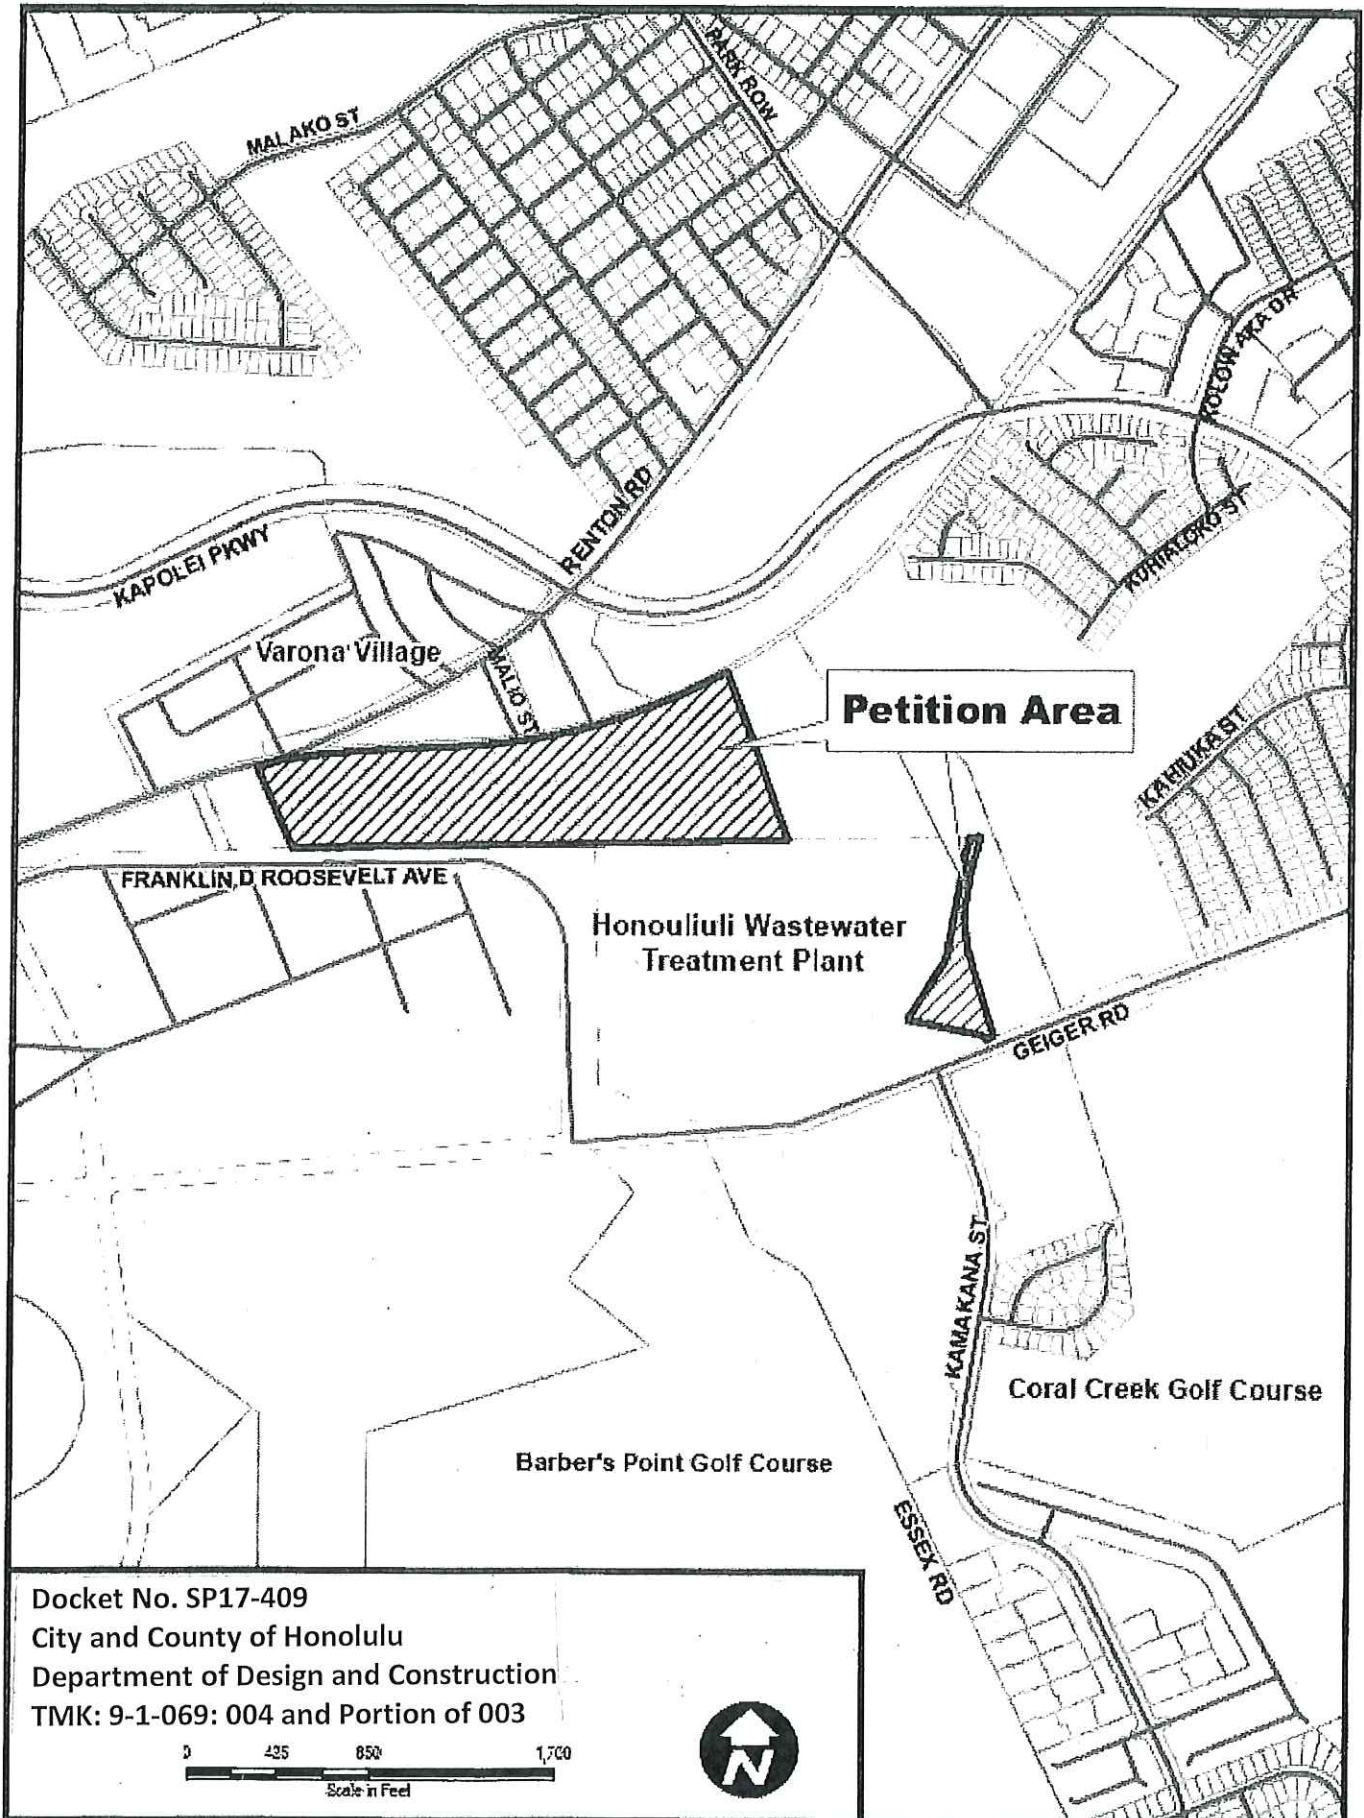 PARK ROW
MALAKO ST
KOLOWAKA DR
RENTON RD
KAPOLEI PKWY
KUHIALOKO ST
Varona Village
MALIO ST
Petition Area
KAHIUKA ST
FRANKLIN D ROOSEVELT AVE
Honouliuli Wastewater
Treatment Plant
GEIGER RD
KAMAKANA ST
Coral Creek Golf Course
Barber's Point Golf Course
ESSEX RD
Docket No. SP17-409
City and County of Honolulu
Department of Design and Construction
TMK: 9-1-069: 004 and Portion of 003
0 425 850 1,700
Scale in Feet
N